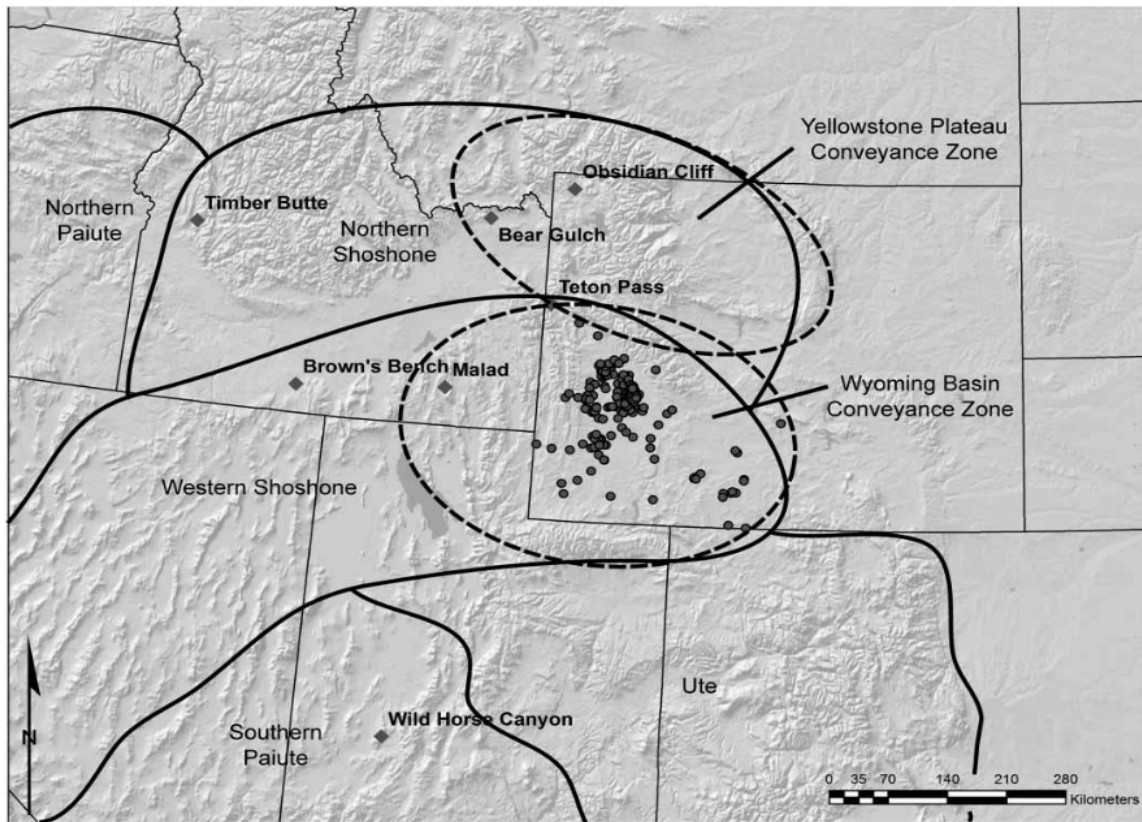 Yellowstone Plateau
Conveyance Zone
Obsidian Cliff
Northern
Paiute
Timber Butte
Northern
Shoshone
Bear Gulch
Teton Pass
Brown's Bench
Malad
Wyoming Basin
Conveyance Zone
Western Shoshone
Ute
Wild Horse Canyon
Southern
Paiute
N
0 35 70 140 210 280
Kilometers